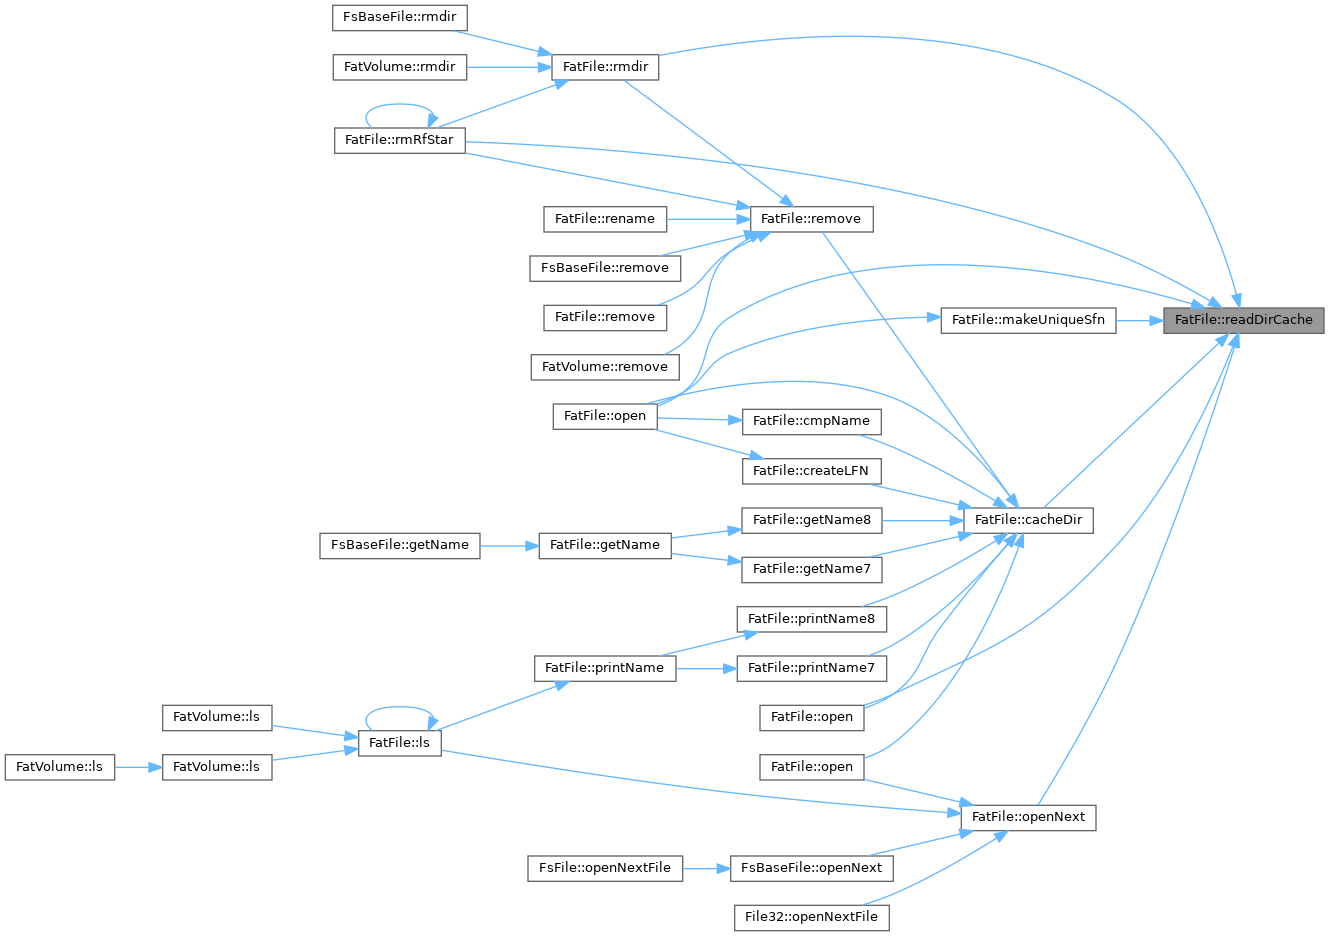 FsBaseFile::rmdir
FatFile::rmdir
FatVolume::rmdir
FatFile::rmRfStar
FatFile::remove
FatFile::rename
FsBaseFile::remove
FatFile::remove
FatFile::makeUniqueSfn
FatFile::readDirCache
FatVolume::remove
FatFile::open
FatFile::cmpName
FatFile::createLFN
FatFile::getName8
FatFile::cacheDir
FsBaseFile::getName
FatFile::getName
FatFile::getName7
FatFile::printName8
FatFile::printName
FatFile::printName7
FatVolume::ls
FatFile::open
FatFile::ls
FatVolume::ls
FatVolume::ls
FatFile::open
FatFile::openNext
FsFile::openNextFile
FsBaseFile::openNext
File32::openNextFile